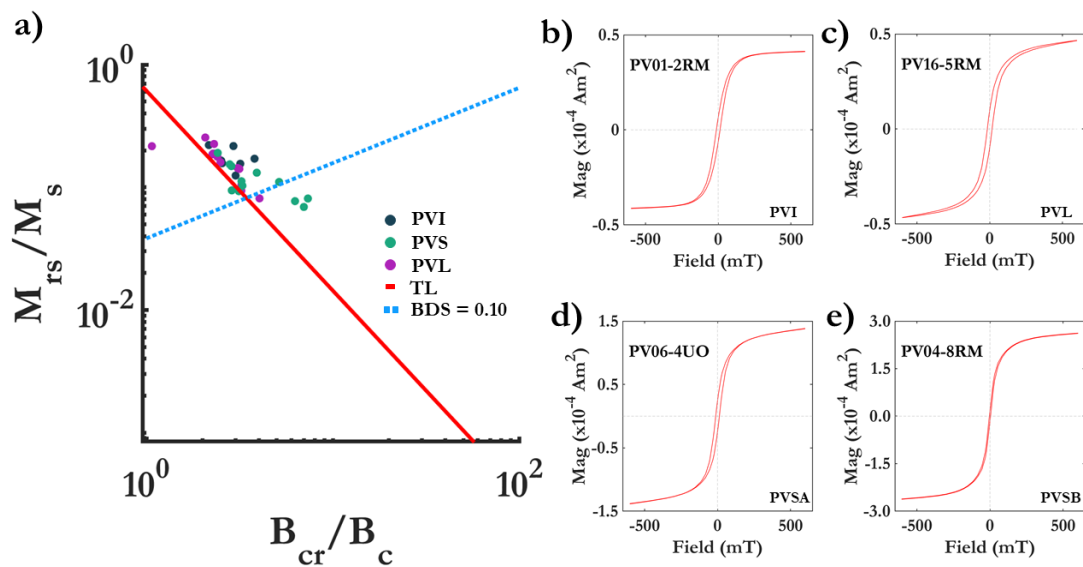 a)
10^0
10^-2
M_rs/M_s
10^0
10^2
B_cr/B_c
PVI
PVS
PVL
TL
BDS = 0.10
b)
PV01-2RM
0.5
0
-0.5
Mag (x10^-4 Am^2)
-500
0
500
Field (mT)
PVI
c)
PV16-5RM
0.5
0
-0.5
Mag (x10^-4 Am^2)
-500
0
500
Field (mT)
PVL
d)
PV06-4UO
1.5
0.5
-0.5
-1.5
Mag (x10^-4 Am^2)
-500
0
500
Field (mT)
PVSA
e)
PV04-8RM
3.0
1.5
0.0
-1.5
-3.0
Mag (x10^-4 Am^2)
-500
0
500
Field (mT)
PVSB